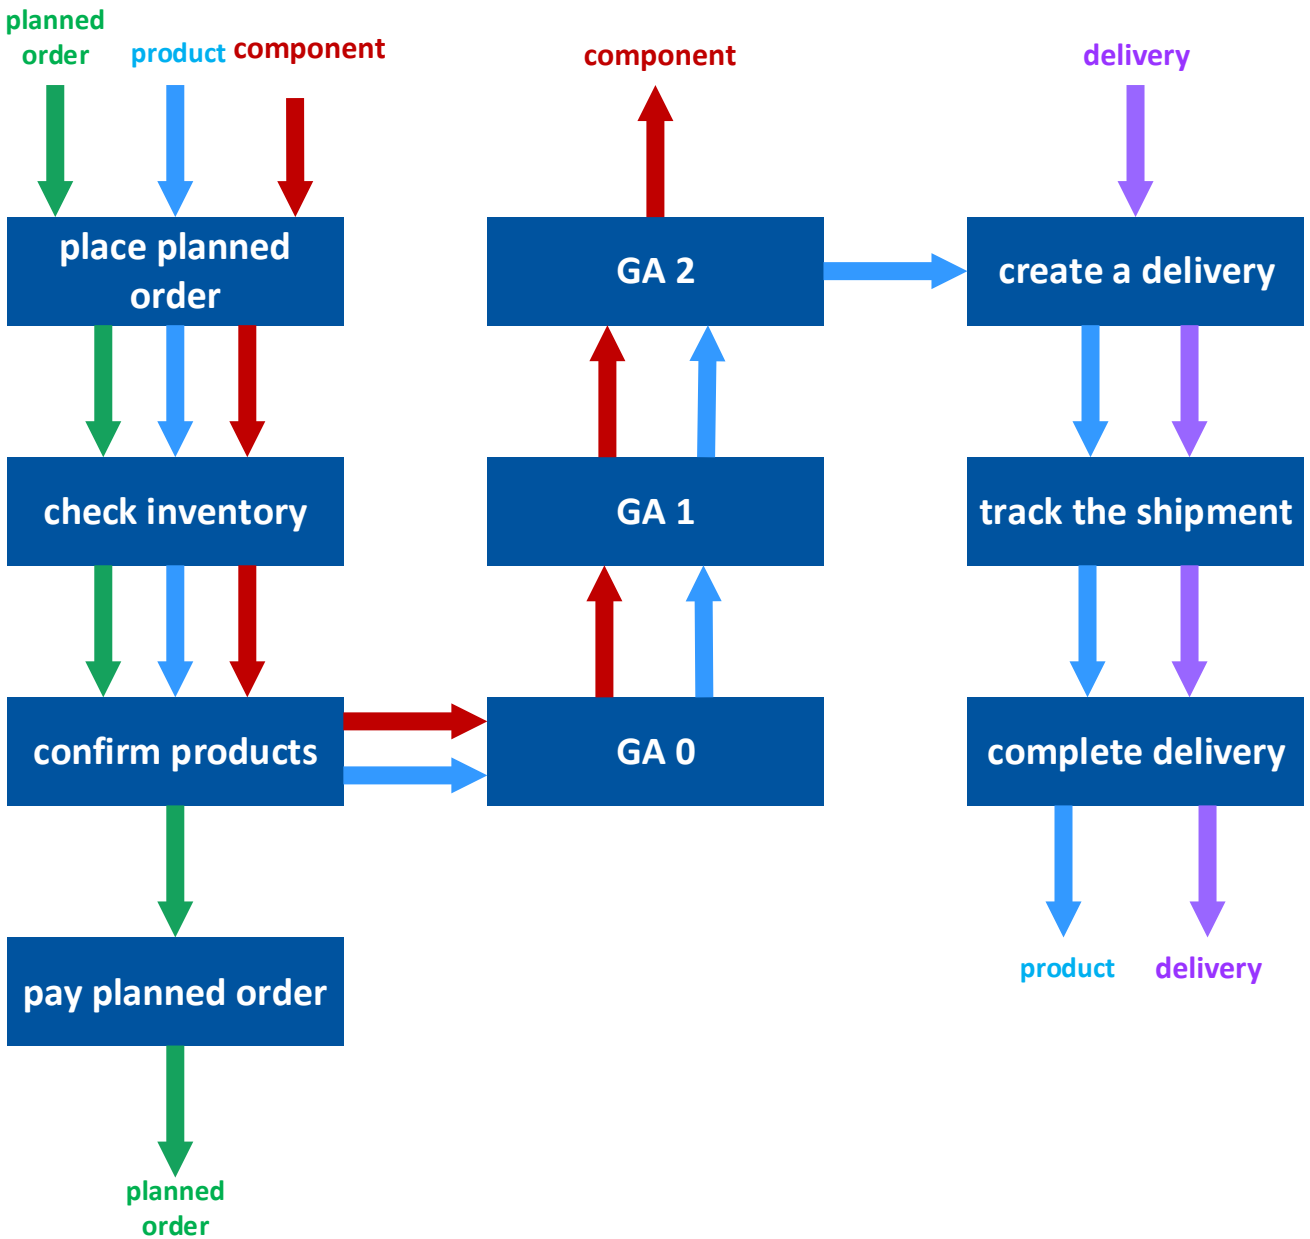 planned
order
product
component
component
delivery
place planned
order
GA 2
create a delivery
check inventory
GA 1
track the shipment
confirm products
GA 0
complete delivery
pay planned order
product
delivery
planned
order